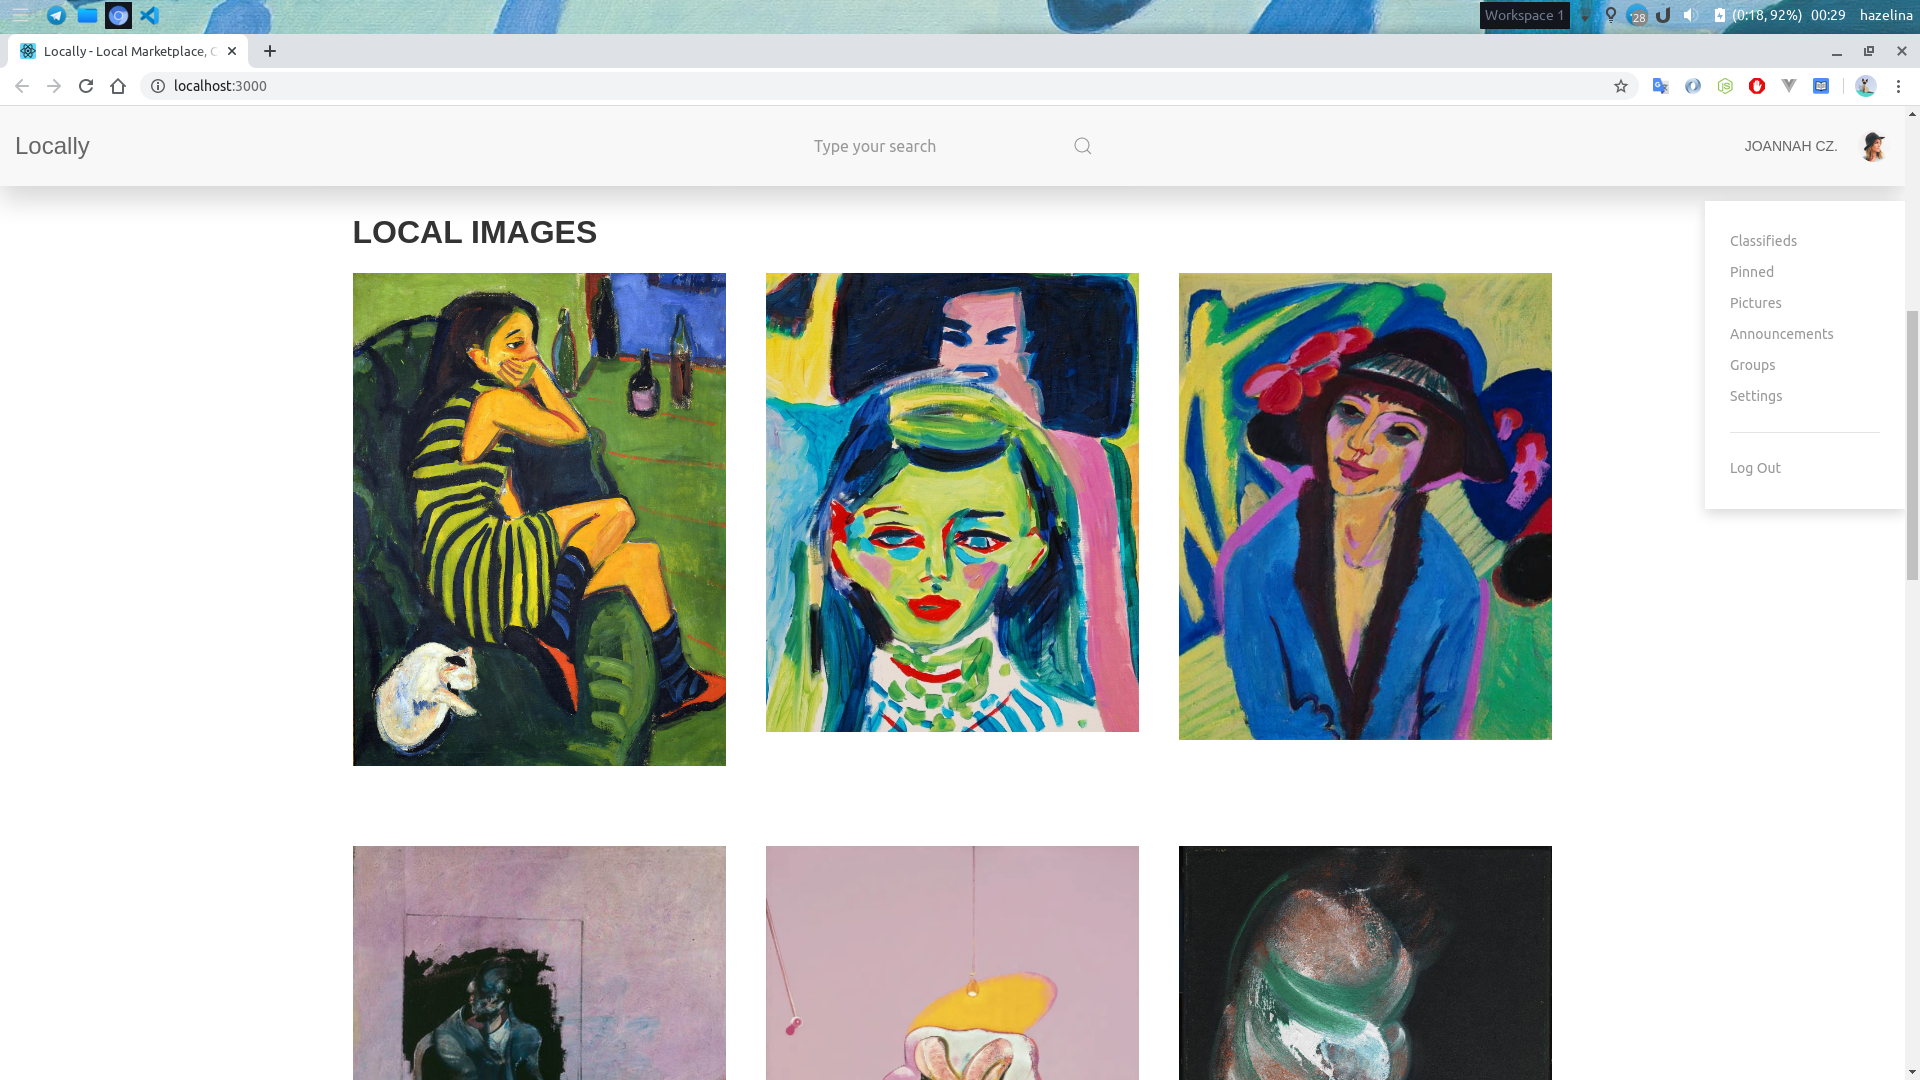 Workspace 1
128
(0:18, 92%) 00:29 hazelina
Locally - Local Marketplace, C
localhost:3000
Locally
Type your search
JOANNAH CZ.
LOCAL IMAGES
Classifieds
Pinned
Pictures
Announcements
Groups
Settings
Log Out